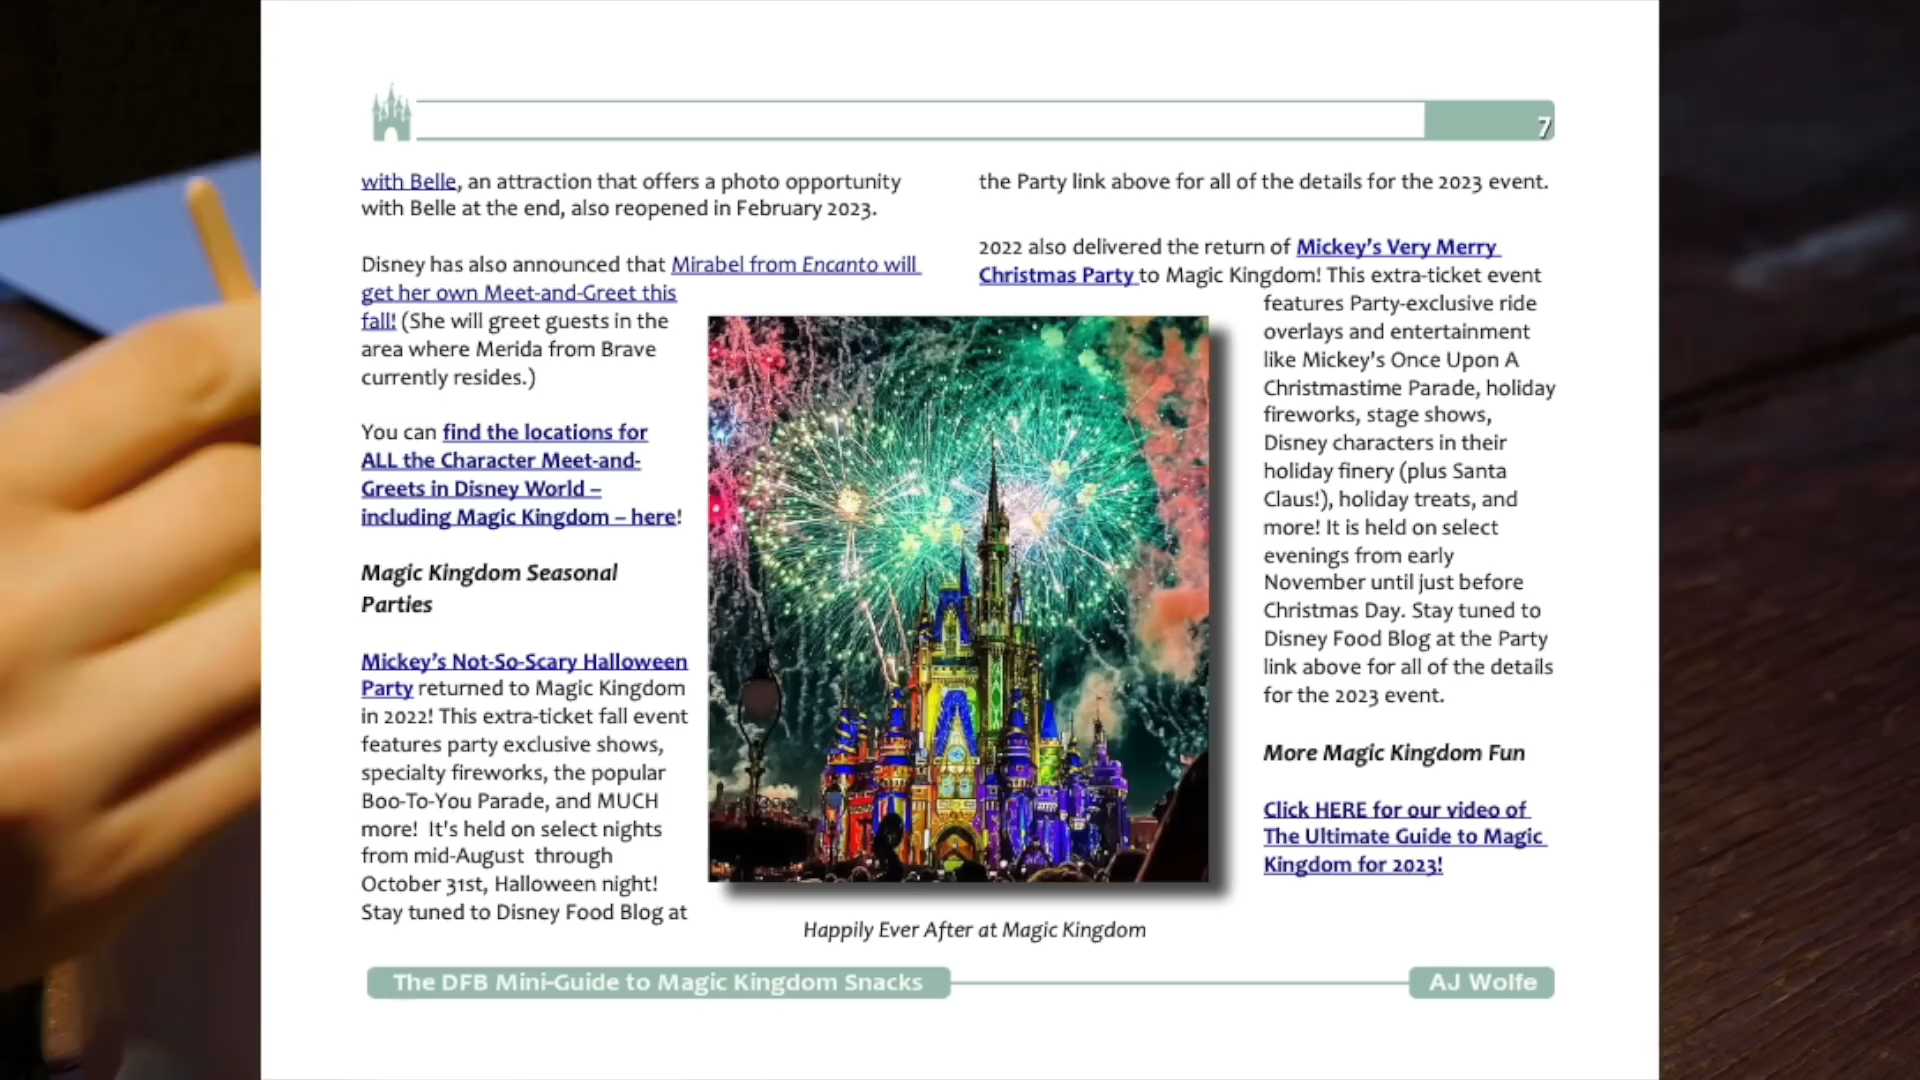 7
with Belle, an attraction that offers a photo opportunity
with Belle at the end, also reopened in February 2023.
Disney has also announced that Mirabel from Encanto will
get her own Meet-and-Greet this
fall! (She will greet guests in the
area where Merida from Brave
currently resides.)
You can find the locations for
ALL the Character Meet-and-
Greets in Disney World –
including Magic Kingdom – here!
Magic Kingdom Seasonal
Parties
Mickey's Not-So-Scary Halloween
Party returned to Magic Kingdom
in 2022! This extra-ticket fall event
features party exclusive shows,
specialty fireworks, the popular
Boo-To-You Parade, and MUCH
more!  It's held on select nights
from mid-August  through
October 31st, Halloween night!
Stay tuned to Disney Food Blog at
the Party link above for all of the details for the 2023 event.
2022 also delivered the return of Mickey's Very Merry
Christmas Party to Magic Kingdom! This extra-ticket event
features Party-exclusive ride
overlays and entertainment
like Mickey's Once Upon A
Christmastime Parade, holiday
fireworks, stage shows,
Disney characters in their
holiday finery (plus Santa
Claus!), holiday treats, and
more! It is held on select
evenings from early
November until just before
Christmas Day. Stay tuned to
Disney Food Blog at the Party
link above for all of the details
for the 2023 event.
More Magic Kingdom Fun
Click HERE for our video of
The Ultimate Guide to Magic
Kingdom for 2023!
Happily Ever After at Magic Kingdom
The DFB Mini-Guide to Magic Kingdom Snacks
AJ Wolfe